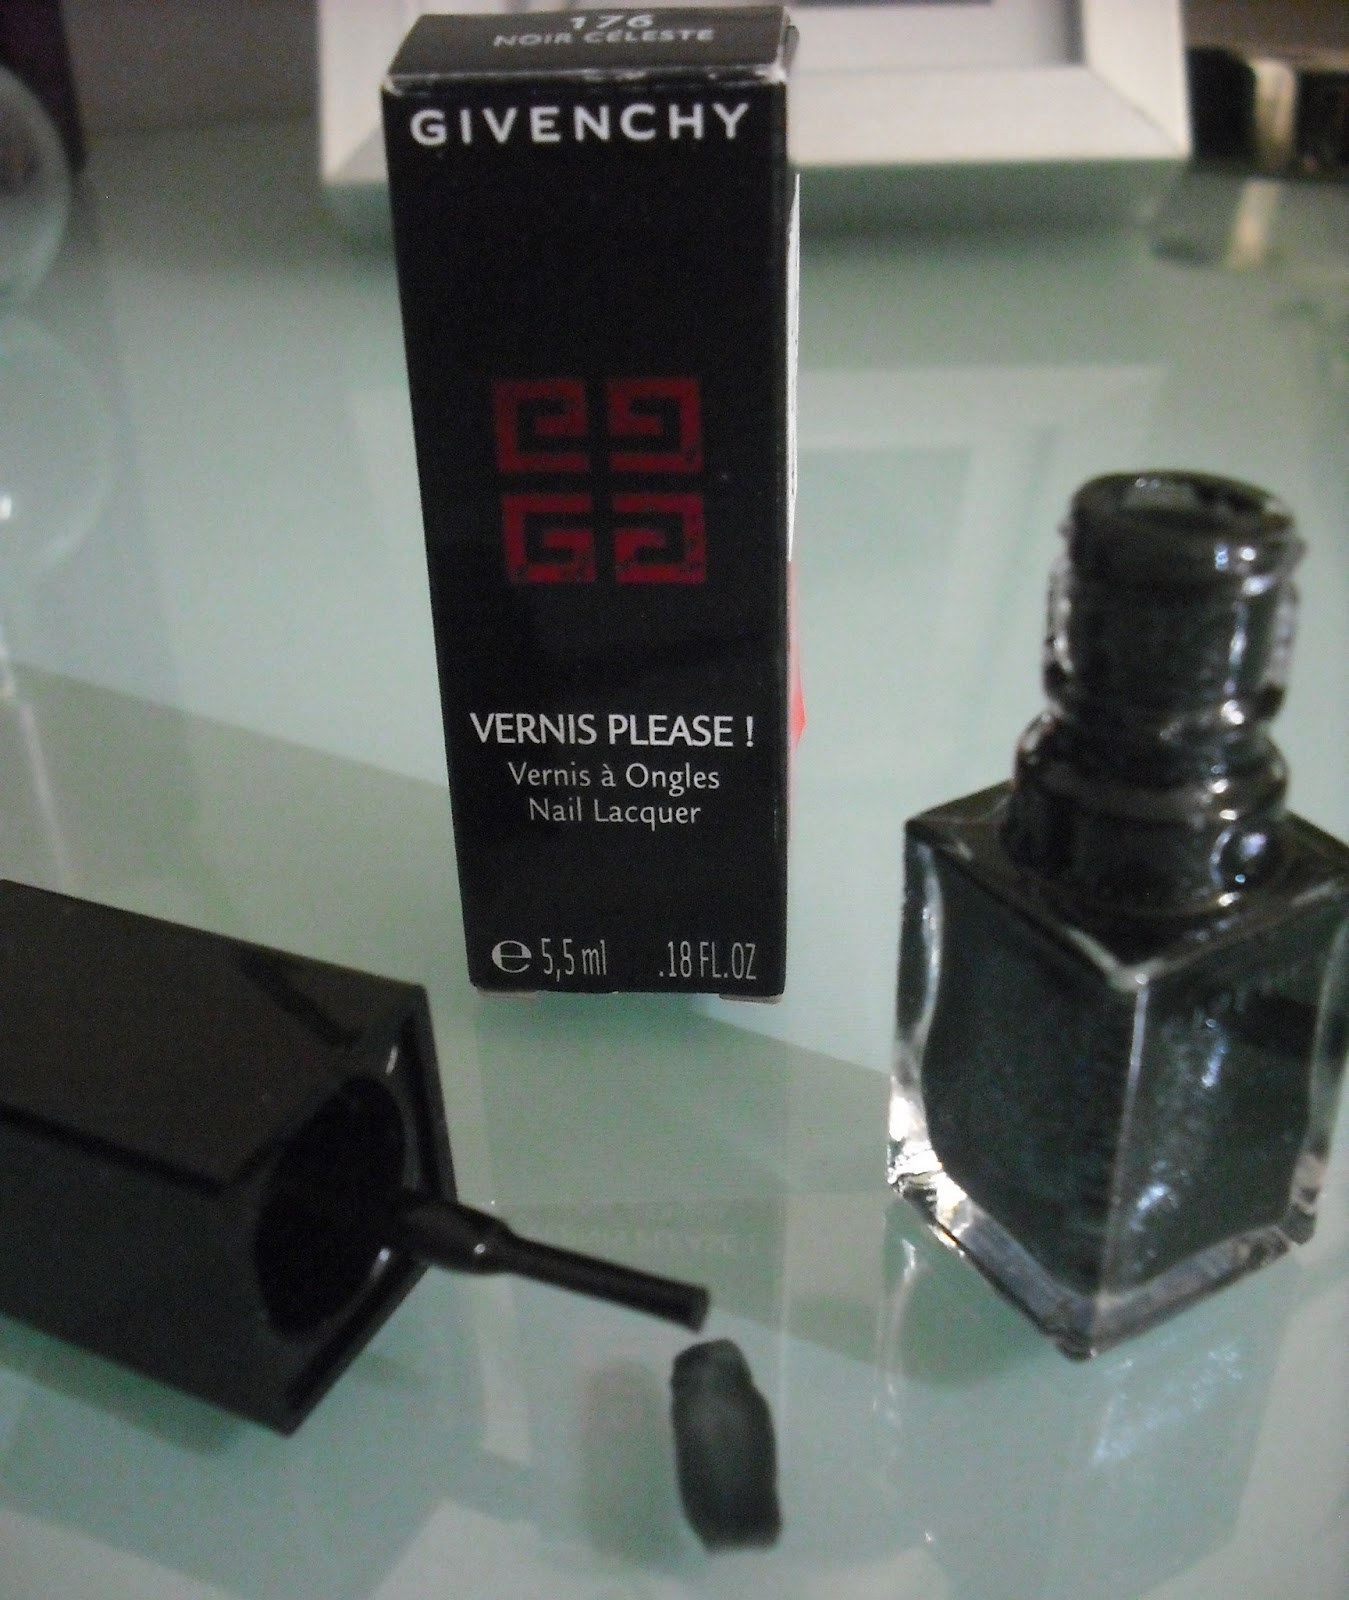 176
NOIR CÉLESTE
GIVENCHY
VERNIS PLEASE !
Vernis à Ongles
Nail Lacquer
℮ 5,5 ml .18 FL.OZ